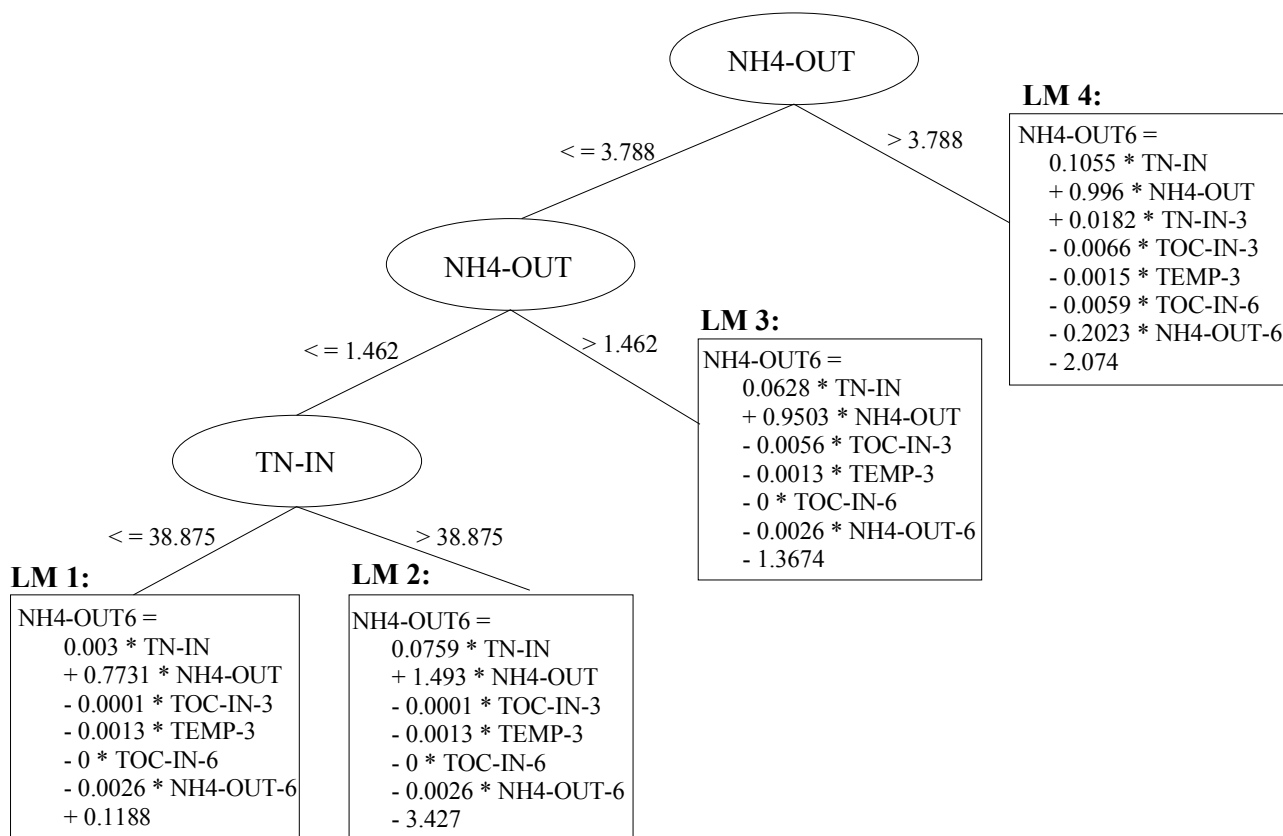 NH4-OUT
<= 3.788
> 3.788
LM 4:
NH4-OUT6 =
0.1055 * TN-IN
+ 0.996 * NH4-OUT
+ 0.0182 * TN-IN-3
- 0.0066 * TOC-IN-3
- 0.0015 * TEMP-3
- 0.0059 * TOC-IN-6
- 0.2023 * NH4-OUT-6
- 2.074
NH4-OUT
< = 1.462
> 1.462
LM 3:
NH4-OUT6 =
0.0628 * TN-IN
+ 0.9503 * NH4-OUT
- 0.0056 * TOC-IN-3
- 0.0013 * TEMP-3
- 0 * TOC-IN-6
- 0.0026 * NH4-OUT-6
- 1.3674
TN-IN
< = 38.875
> 38.875
LM 1:
NH4-OUT6 =
0.003 * TN-IN
+ 0.7731 * NH4-OUT
- 0.0001 * TOC-IN-3
- 0.0013 * TEMP-3
- 0 * TOC-IN-6
- 0.0026 * NH4-OUT-6
+ 0.1188
LM 2:
NH4-OUT6 =
0.0759 * TN-IN
+ 1.493 * NH4-OUT
- 0.0001 * TOC-IN-3
- 0.0013 * TEMP-3
- 0 * TOC-IN-6
- 0.0026 * NH4-OUT-6
- 3.427